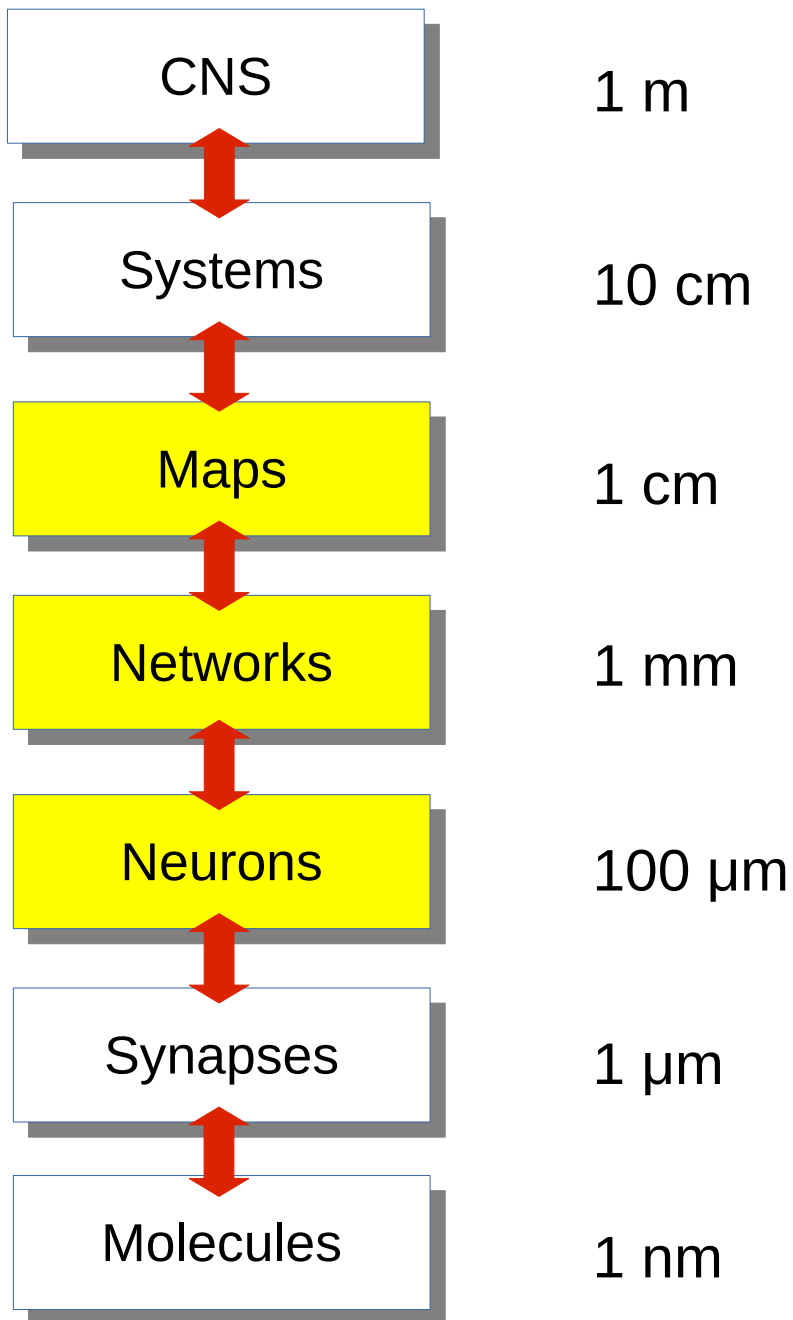 CNS 1 m
Systems 10 cm
Maps 1 cm
Networks 1 mm
Neurons 100 μm
Synapses 1 μm
Molecules 1 nm